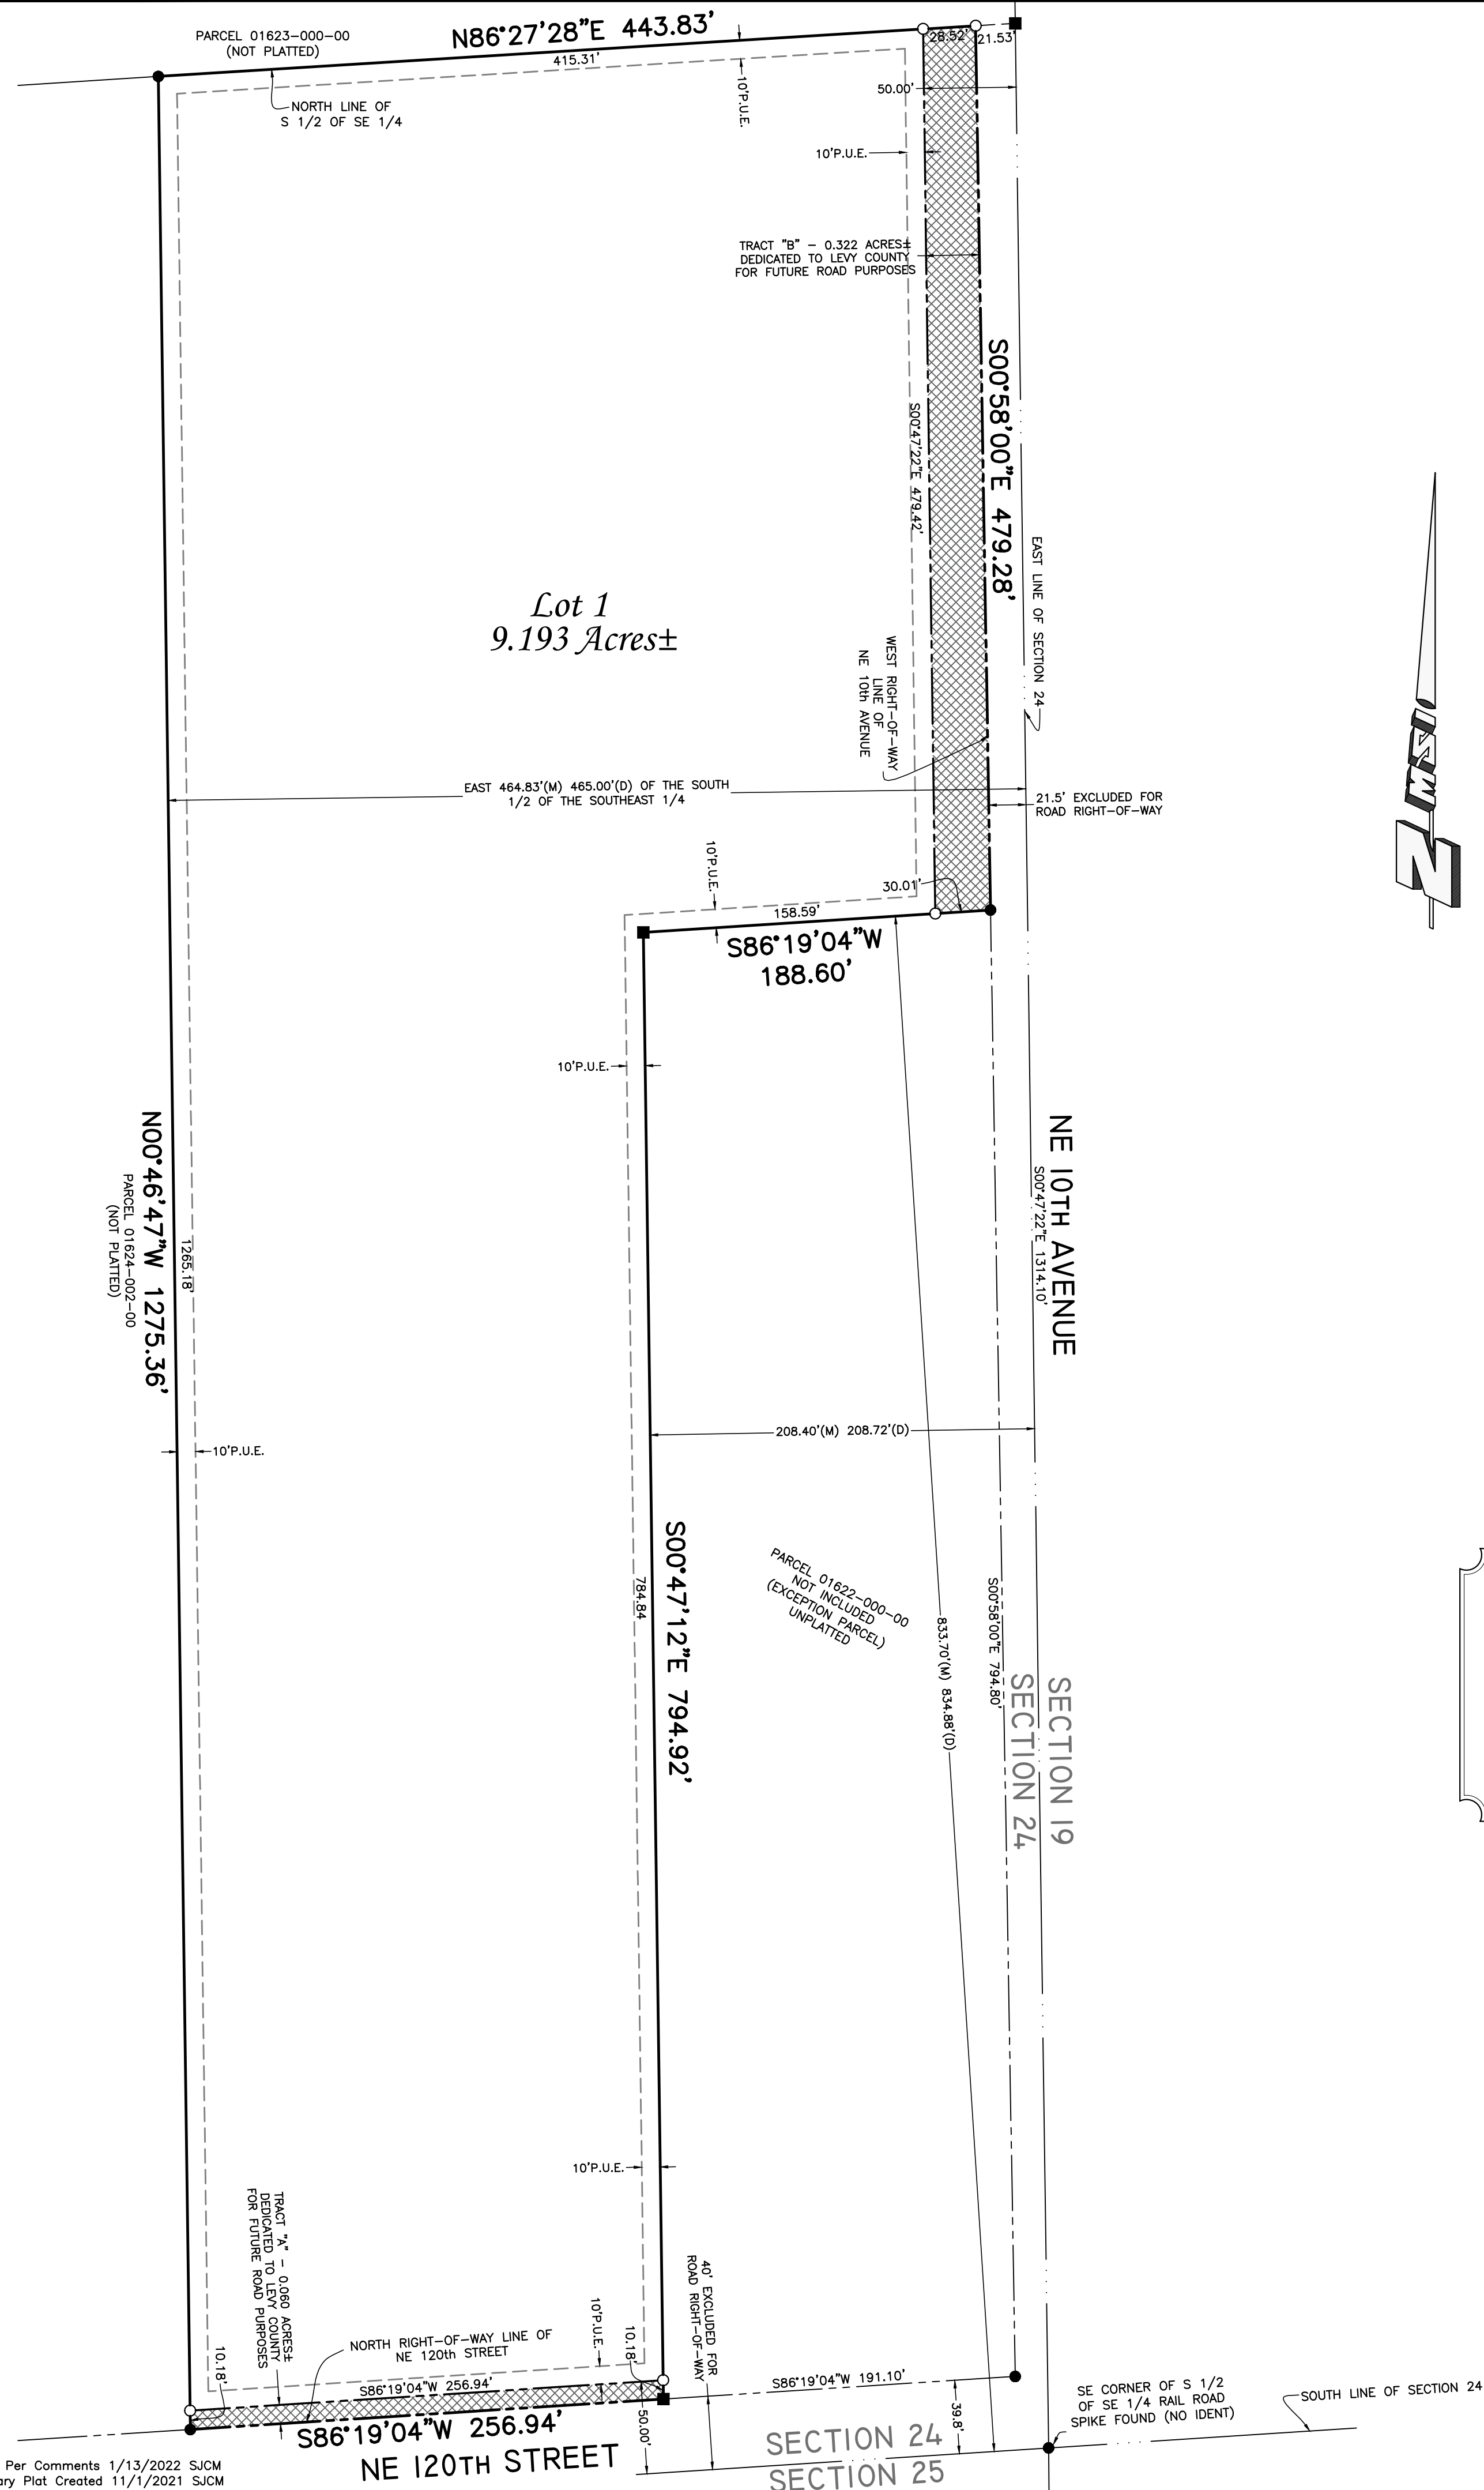 PARCEL 01623-000-00
(NOT PLATTED)
N86°27'28"E 443.83'
415.31'
28.52'
21.53'
NORTH LINE OF
S 1/2 OF SE 1/4
10'P.U.E.
50.00'
10'P.U.E.
TRACT "B" - 0.322 ACRES±
DEDICATED TO LEVY COUNTY
FOR FUTURE ROAD PURPOSES
S00°58'00"E 479.28'
S00°47'22"E 479.42'
EAST LINE OF SECTION 24
Lot 1
9.193 Acres±
WEST RIGHT-OF-WAY
LINE OF
NE 10th AVENUE
MSI
N
EAST 464.83'(M) 465.00'(D) OF THE SOUTH
1/2 OF THE SOUTHEAST 1/4
21.5' EXCLUDED FOR
ROAD RIGHT-OF-WAY
10'P.U.E.
30.01'
158.59'
S86°19'04"W
188.60'
10'P.U.E.
NE 10TH AVENUE
S00°47'22"E 1314.10'
N00°46'47"W 1275.36'
PARCEL 01624-002-00
(NOT PLATTED)
1265.18'
208.40'(M) 208.72'(D)
10'P.U.E.
S00°47'12"E 794.92'
784.84
PARCEL 01622-000-00
NOT INCLUDED
(EXCEPTION PARCEL)
UNPLATTED
833.70'(M) 834.88'(D)
S00°58'00"E 794.80'
SECTION 19
SECTION 24
10'P.U.E.
TRACT "A" - 0.060 ACRES±
DEDICATED TO LEVY COUNTY
FOR FUTURE ROAD PURPOSES
40' EXCLUDED FOR
ROAD RIGHT-OF-WAY
10'P.U.E.
10.18'
10.18'
NORTH RIGHT-OF-WAY LINE OF
NE 120th STREET
S86°19'04"W 256.94'
S86°19'04"W 191.10'
S86°19'04"W 256.94'
50.00'
39.8'
SE CORNER OF S 1/2
OF SE 1/4 RAIL ROAD
SPIKE FOUND (NO IDENT)
SOUTH LINE OF SECTION 24
NE 120TH STREET
SECTION 24
SECTION 25
Per Comments 1/13/2022 SJCM
ary Plat Created 11/1/2021 SJCM